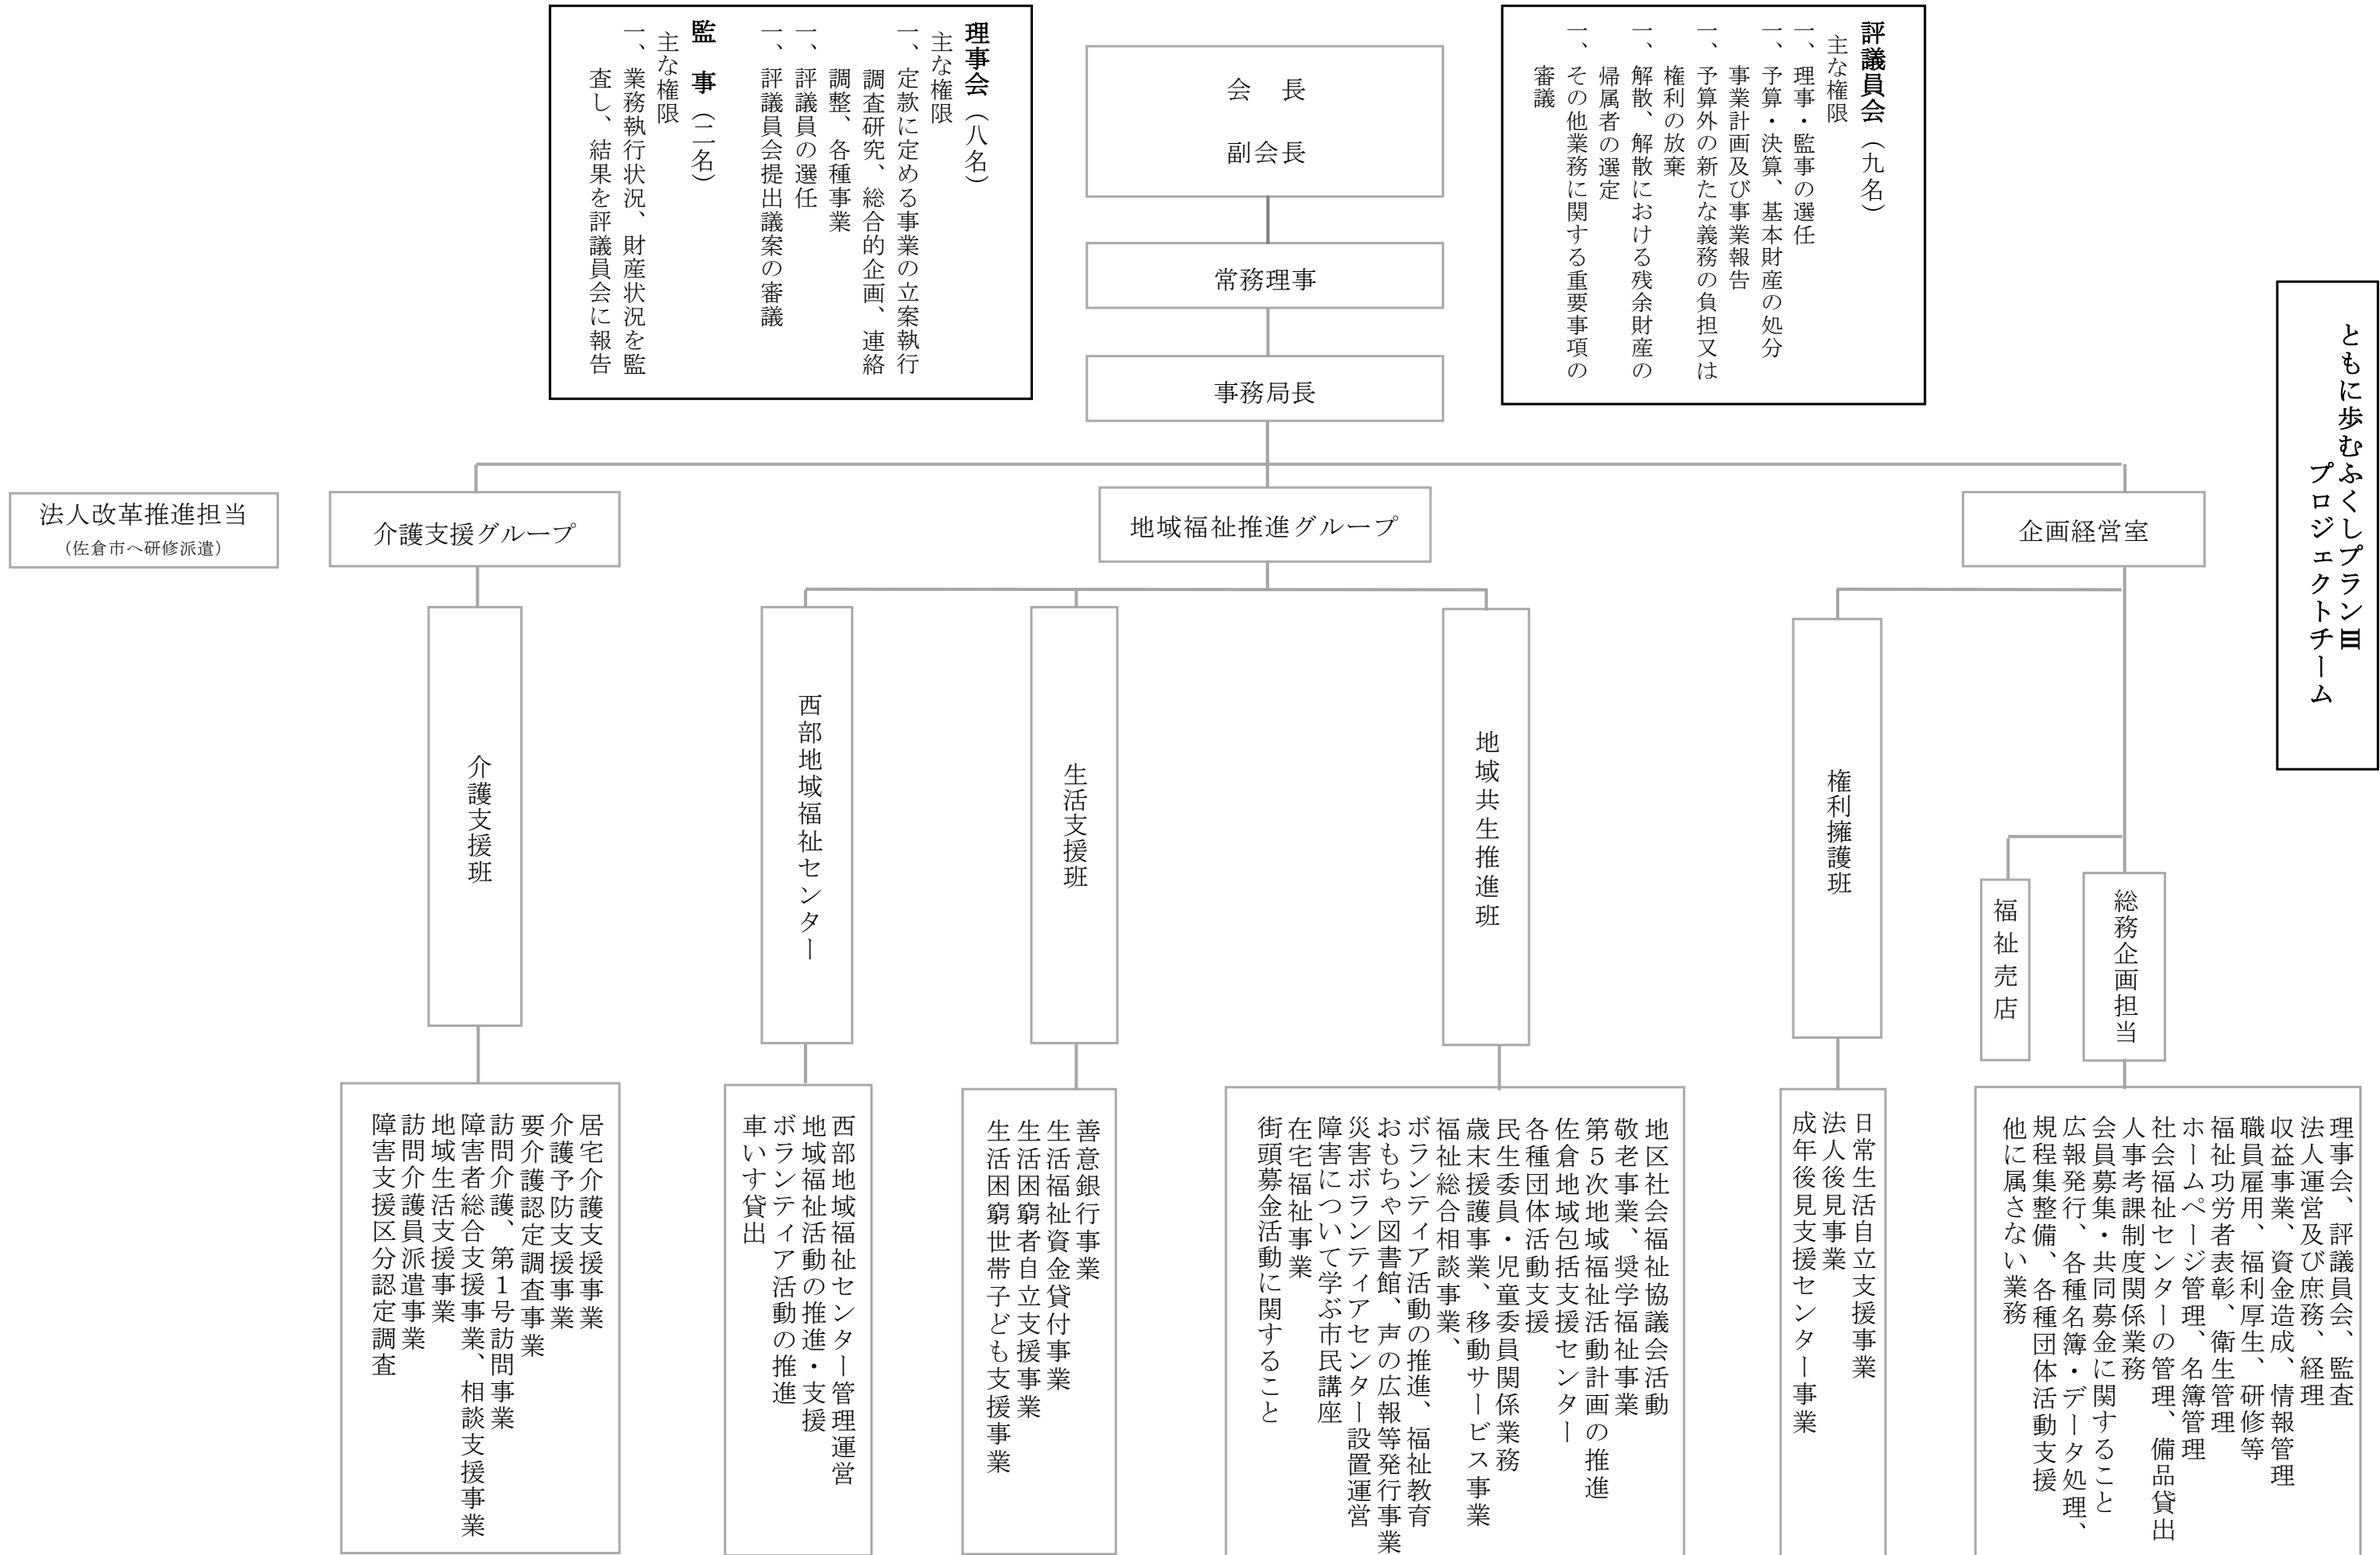 ともに歩むふくしプランⅢ
プロジェクトチーム
評議員会（九名）
主な権限
一、理事・監事の選任
一、予算・決算、基本財産の処分
事業計画及び事業報告
一、予算外の新たな義務の負担又は
権利の放棄
一、解散、解散における残余財産の
帰属者の選定
一、その他業務に関する重要事項の
審議
会　長
副会長
常務理事
事務局長
理事会（八名）
主な権限
一、定款に定める事業の立案執行
調査研究、総合的企画、連絡
調整、各種事業
一、評議員の選任
一、評議員会提出議案の審議
監　事（二名）
主な権限
一、業務執行状況、財産状況を監
査し、結果を評議員会に報告
企画経営室
地域福祉推進グループ
介護支援グループ
法人改革推進担当
（佐倉市へ研修派遣）
総務企画担当
福祉売店
権利擁護班
地域共生推進班
生活支援班
西部地域福祉センター
介護支援班
理事会、評議員会、監査
法人運営及び庶務、経理
収益事業、資金造成、情報管理
職員雇用、福利厚生、研修等
福祉功労者表彰、衛生管理
ホームページ管理、名簿管理
社会福祉センターの管理、備品貸出
人事考課制度関係業務
会員募集・共同募金に関すること
広報発行、各種名簿・データ処理、
規程集整備、各種団体活動支援
他に属さない業務
日常生活自立支援事業
法人後見事業
成年後見支援センター事業
地区社会福祉協議会活動
敬老事業、奨学福祉事業
第５次地域福祉活動計画の推進
佐倉地域包括支援センター
各種団体活動支援
民生委員・児童委員関係業務
歳末援護事業、移動サービス事業
福祉総合相談事業、
ボランティア活動の推進、福祉教育
おもちゃ図書館、声の広報等発行事業
災害ボランティアセンター設置運営
障害について学ぶ市民講座
在宅福祉事業
街頭募金活動に関すること
善意銀行事業
生活福祉資金貸付事業
生活困窮者自立支援事業
生活困窮世帯子ども支援事業
西部地域福祉センター管理運営
地域福祉活動の推進・支援
ボランティア活動の推進
車いす貸出
居宅介護支援事業
介護予防支援事業
要介護認定調査事業
訪問介護、第１号訪問事業
障害者総合支援事業、相談支援事業
地域生活支援事業
訪問介護員派遣事業
障害支援区分認定調査